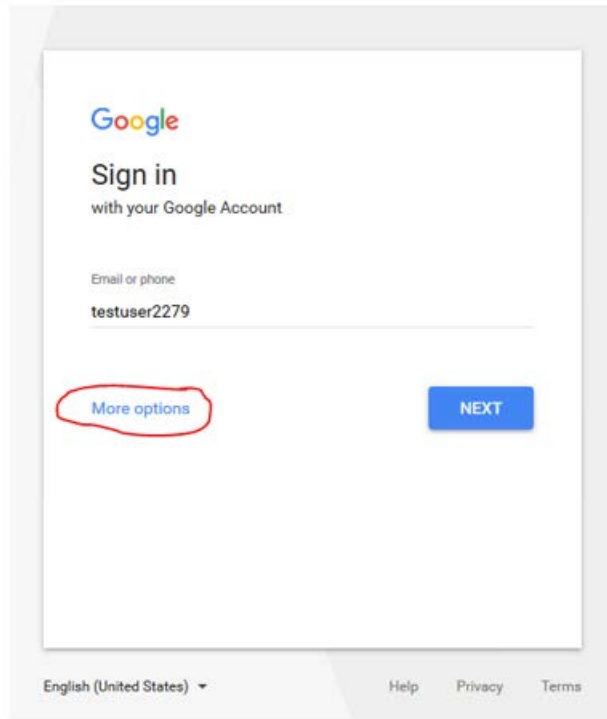 Google
Sign in
with your Google Account
Email or phone
testuser2279
More options NEXT
English (United States) Help Privacy Terms